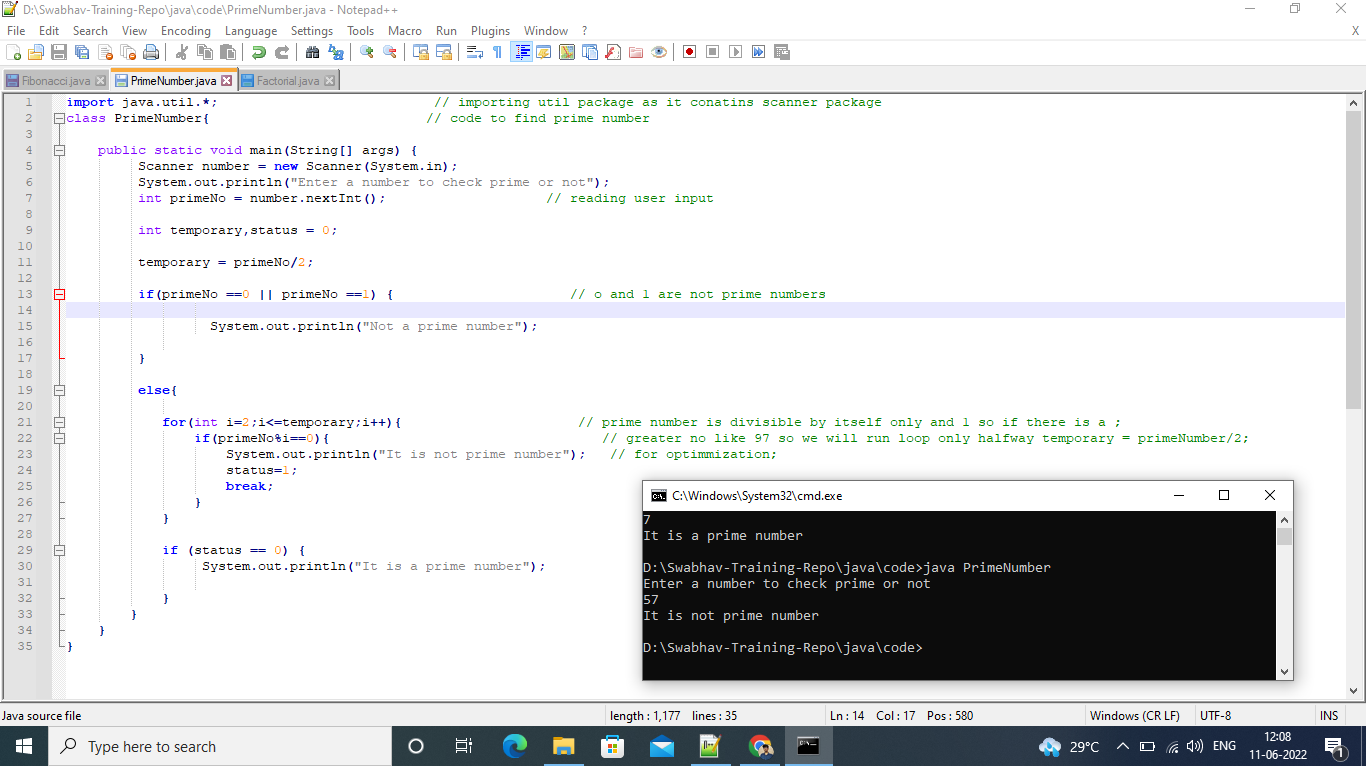 D:\Swabhav-Training-Repo\java\code\PrimeNumber.java - Notepad++
File Edit Search View Encoding Language Settings Tools Macro Run Plugins Window ? X
Fibonacci.java PrimeNumber.java Factorial.java
1 import java.util.*; // importing util package as it conatins scanner package
2 class PrimeNumber{ // code to find prime number
3
4 public static void main(String[] args) {
5 Scanner number = new Scanner(System.in);
6 System.out.println("Enter a number to check prime or not");
7 int primeNo = number.nextInt(); // reading user input
8
9 int temporary,status = 0;
10
11 temporary = primeNo/2;
12
13 if(primeNo ==0 || primeNo ==1) { // o and 1 are not prime numbers
14
15 System.out.println("Not a prime number");
16
17 }
18
19 else{
20
21 for(int i=2;i<=temporary;i++){ // prime number is divisible by itself only and 1 so if there is a ;
22 if(primeNo%i==0){ // greater no like 97 so we will run loop only halfway temporary = primeNumber/2;
23 System.out.println("It is not prime number"); // for optimmization;
24 status=1;
25 break;
26 }
27 }
28
29 if (status == 0) {
30 System.out.println("It is a prime number");
31
32 }
33 }
34 }
35 }
C:\Windows\System32\cmd.exe
7
It is a prime number
D:\Swabhav-Training-Repo\java\code>java PrimeNumber
Enter a number to check prime or not
57
It is not prime number
D:\Swabhav-Training-Repo\java\code>
Java source file length : 1,177 lines : 35 Ln : 14 Col : 17 Pos : 580 Windows (CR LF) UTF-8 INS
Type here to search 29°C ENG 12:08
11-06-2022 1